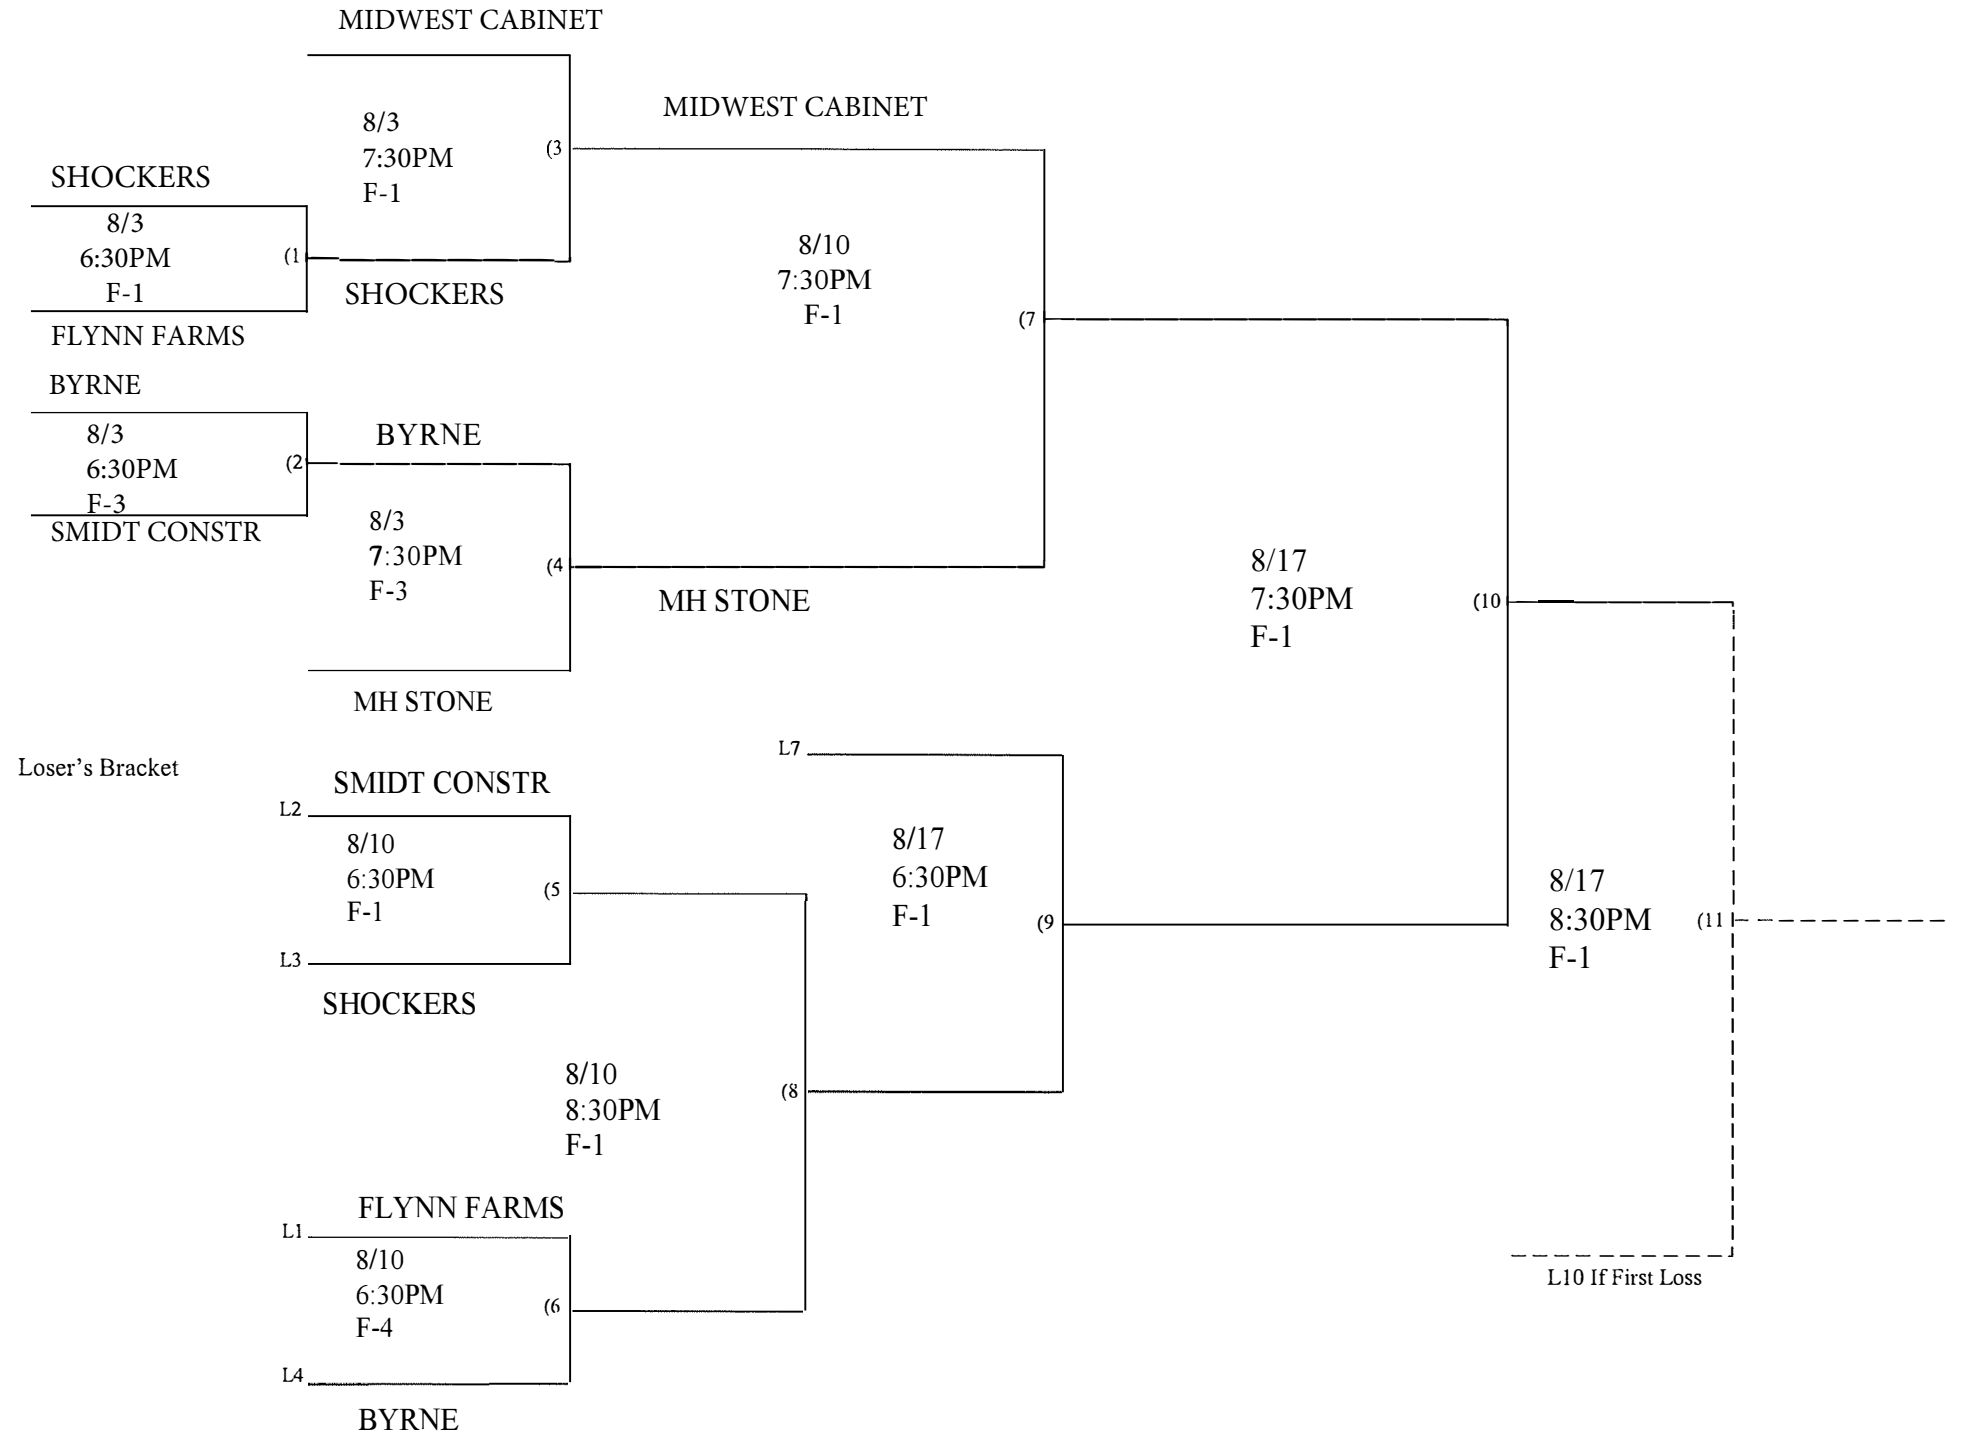 MIDWEST CABINET
8/3
7:30PM
F-1
(3
MIDWEST CABINET
SHOCKERS
8/3
6:30PM
F-1
(1
FLYNN FARMS
SHOCKERS
8/10
7:30PM
F-1
(7
BYRNE
8/3
6:30PM
F-3
(2
SMIDT CONSTR
BYRNE
8/3
7:30PM
F-3
(4
MH STONE
MH STONE
8/17
7:30PM
F-1
(10
Loser's Bracket
SMIDT CONSTR
L2
8/10
6:30PM
F-1
(5
L3
SHOCKERS
L7
8/17
6:30PM
F-1
(9
8/10
8:30PM
F-1
(8
8/17
8:30PM
F-1
(11
FLYNN FARMS
L1
8/10
6:30PM
F-4
(6
L4
BYRNE
L10 If First Loss